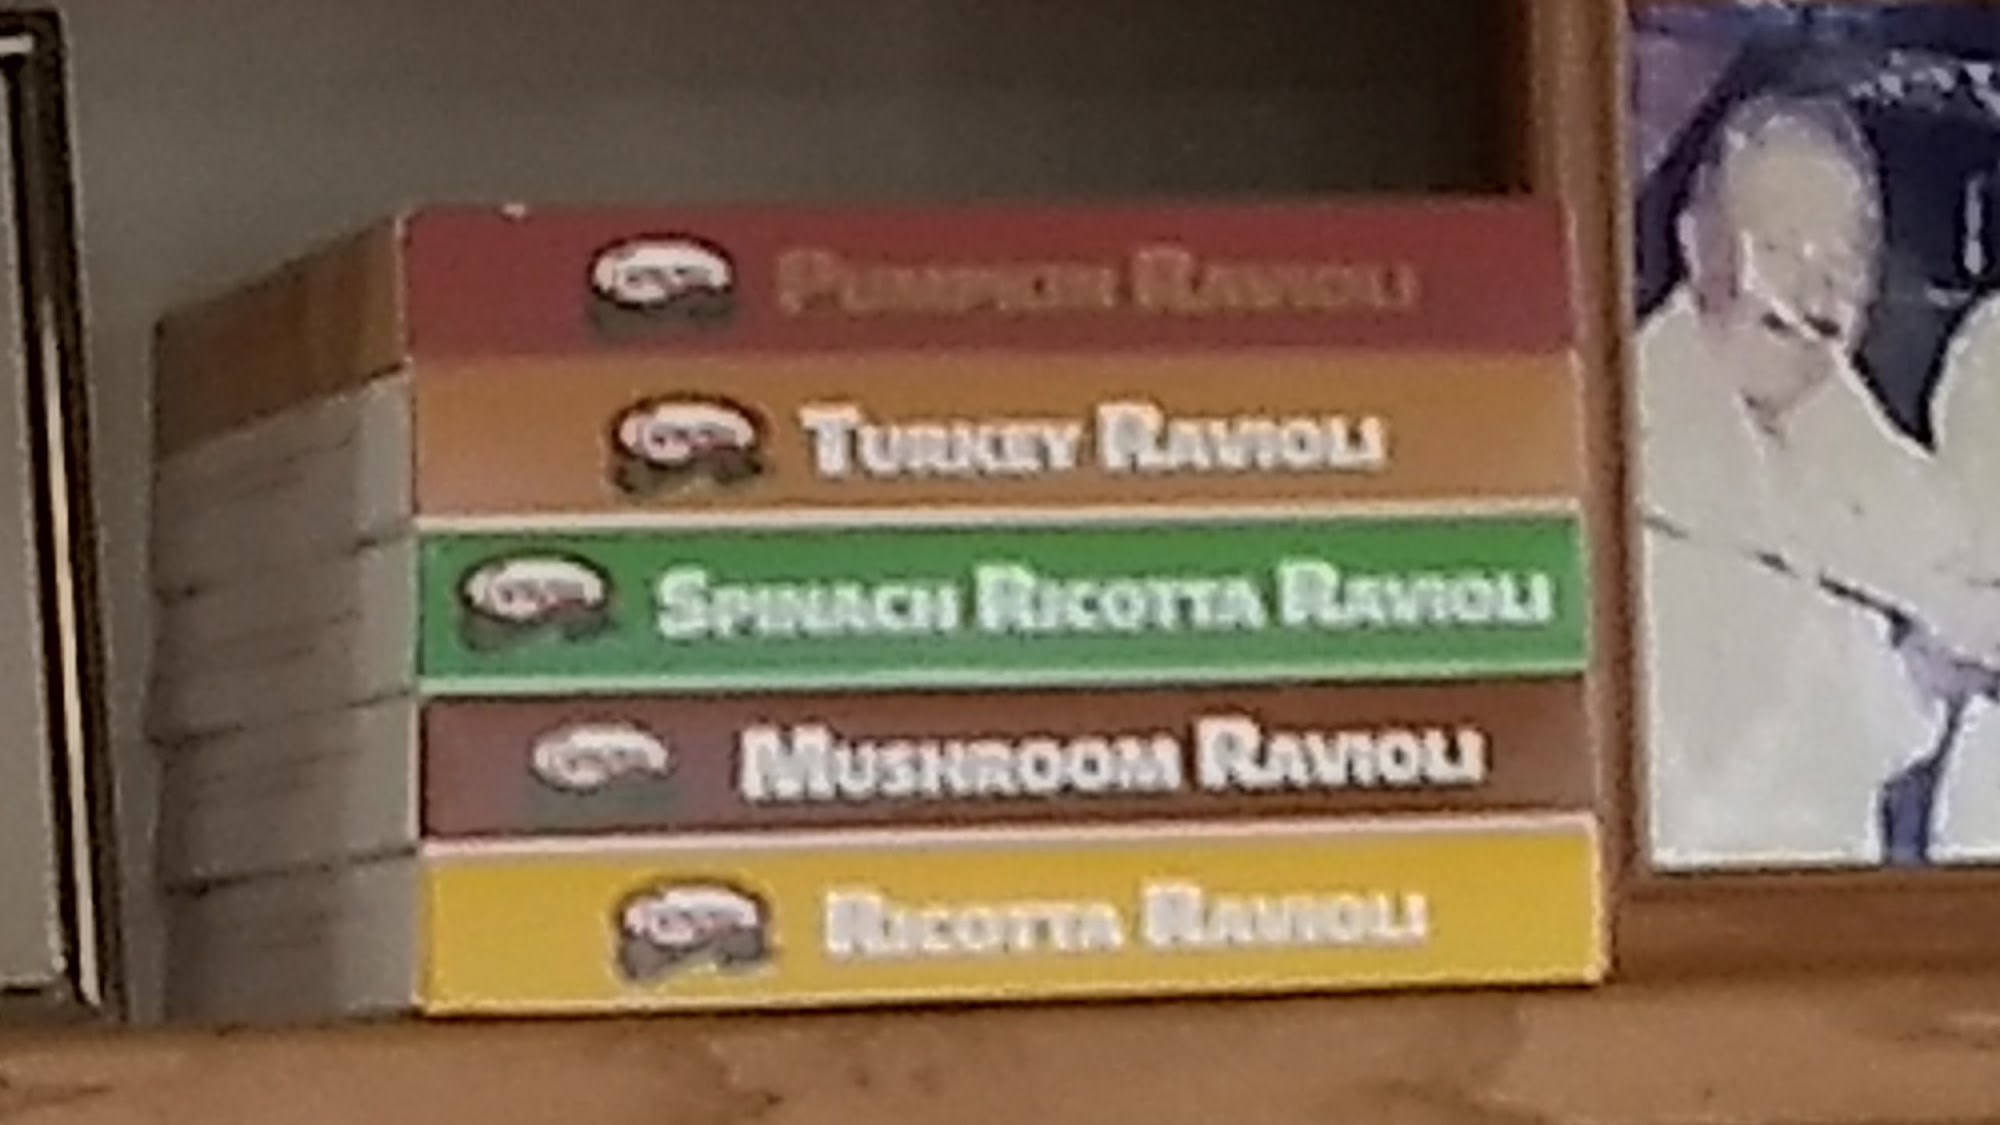 PUMPKIN RAVIOLI
TURKEY RAVIOLI
SPINACH RICOTTA RAVIOLI
MUSHROOM RAVIOLI
RICOTTA RAVIOLI